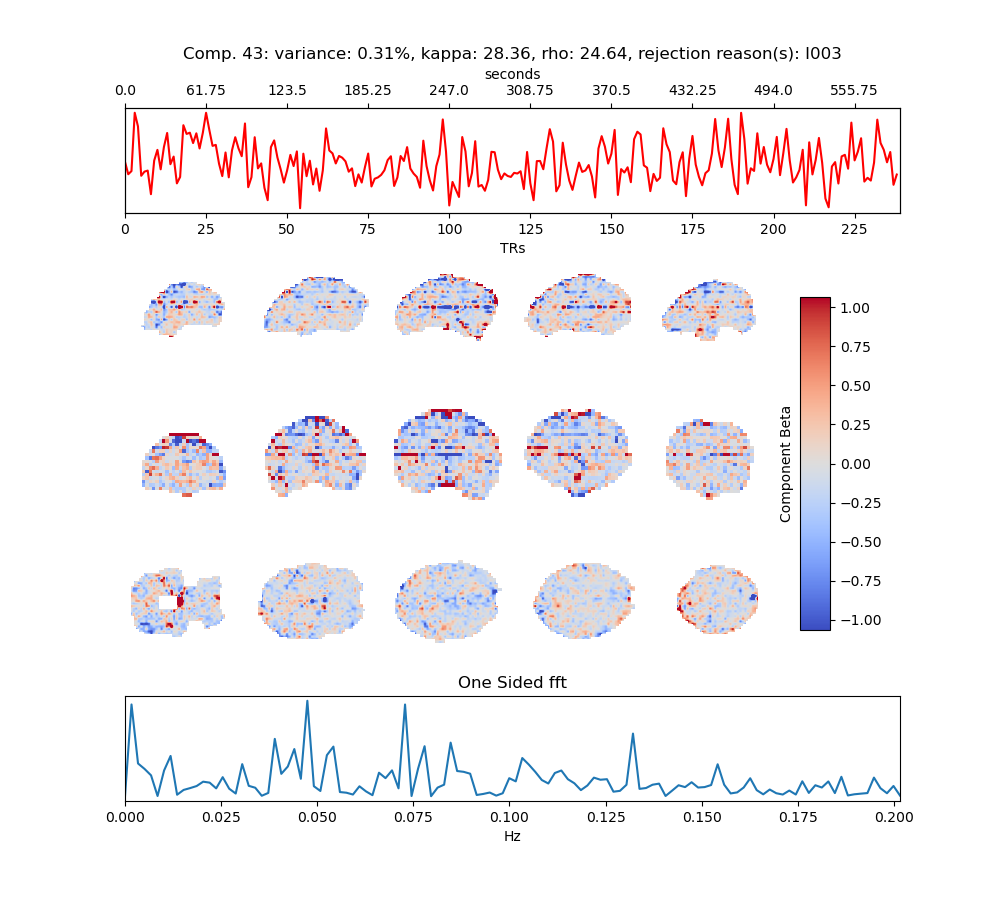 Comp. 43: variance: 0.31%, kappa: 28.36, rho: 24.64, rejection reason(s): I003
seconds
0.0 61.75 123.5 185.25 247.0 308.75 370.5 432.25 494.0 555.75
0 25 50 75 100 125 150 175 200 225
TRs
1.00
0.75
0.50
0.25
0.00
−0.25
−0.50
−0.75
−1.00
Component Beta
One Sided fft
0.000 0.025 0.050 0.075 0.100 0.125 0.150 0.175 0.200
Hz